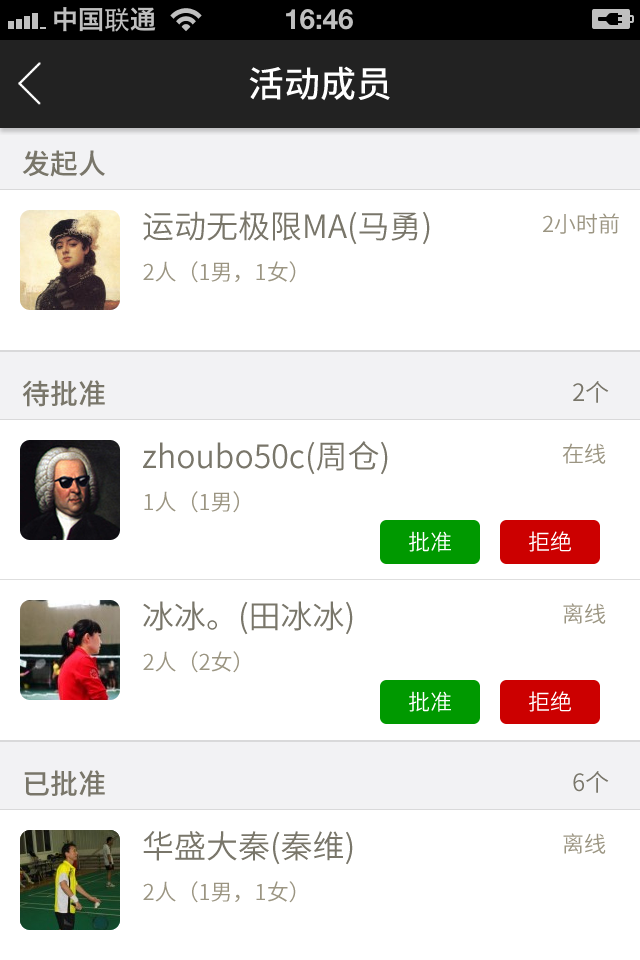 中国联通 16:46
活动成员
发起人
运动无极限MA(马勇) 2小时前
2人（1男，1女）
待批准 2个
zhoubo50c(周仓) 在线
1人（1男）
批准 拒绝
冰冰。(田冰冰) 离线
2人（2女）
批准 拒绝
已批准 6个
华盛大秦(秦维) 离线
2人（1男，1女）